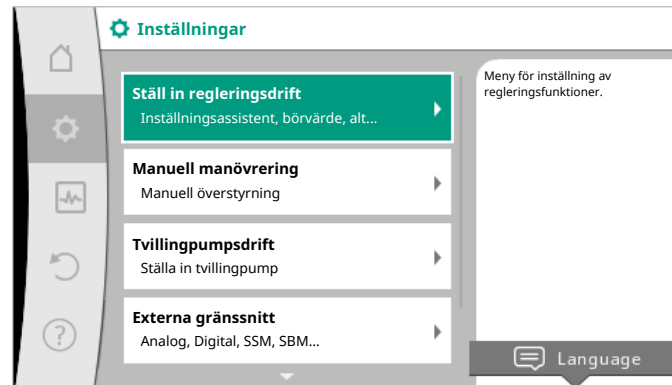 Inställningar
Ställ in regleringsdrift
Inställningsassistent, börvärde, alt...
Manuell manövrering
Manuell överstyrning
Tvillingpumpsdrift
Ställa in tvillingpump
Externa gränssnitt
Analog, Digital, SSM, SBM...
Meny för inställning av
regleringsfunktioner.
Language